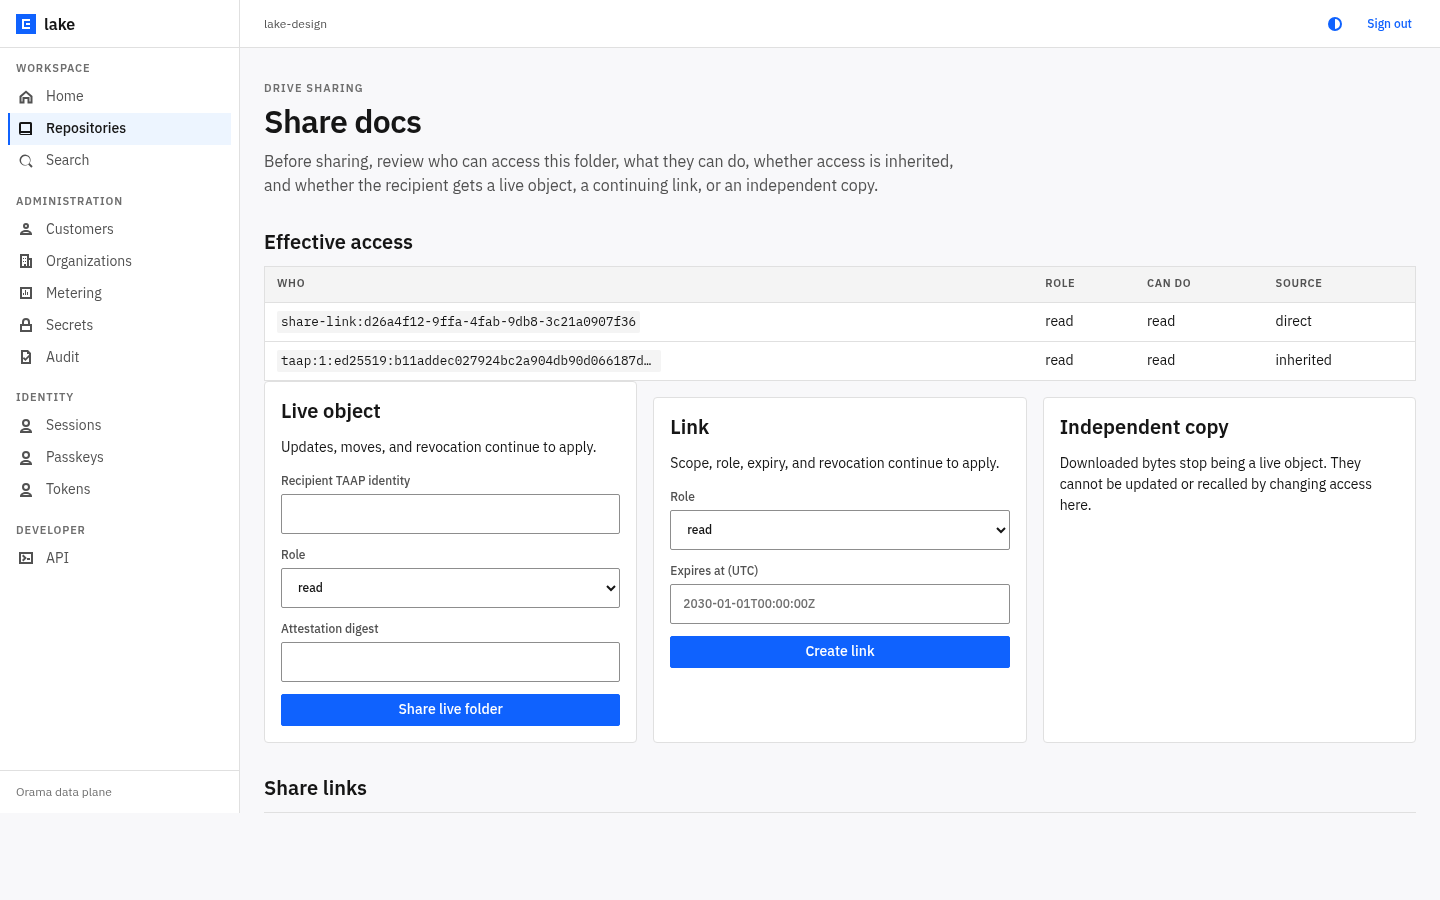 lake
lake-design
Sign out
WORKSPACE
Home
Repositories
Search
ADMINISTRATION
Customers
Organizations
Metering
Secrets
Audit
IDENTITY
Sessions
Passkeys
Tokens
DEVELOPER
API
Orama data plane
DRIVE SHARING
Share docs
Before sharing, review who can access this folder, what they can do, whether access is inherited,
and whether the recipient gets a live object, a continuing link, or an independent copy.
Effective access
WHO ROLE CAN DO SOURCE
share-link:d26a4f12-9ffa-4fab-9db8-3c21a0907f36 read read direct
taap:1:ed25519:b11addec027924bc2a904db90d066187d… read read inherited
Live object
Updates, moves, and revocation continue to apply.
Recipient TAAP identity
Role
read
Attestation digest
Share live folder
Link
Scope, role, expiry, and revocation continue to apply.
Role
read
Expires at (UTC)
2030-01-01T00:00:00Z
Create link
Independent copy
Downloaded bytes stop being a live object. They
cannot be updated or recalled by changing access
here.
Share links